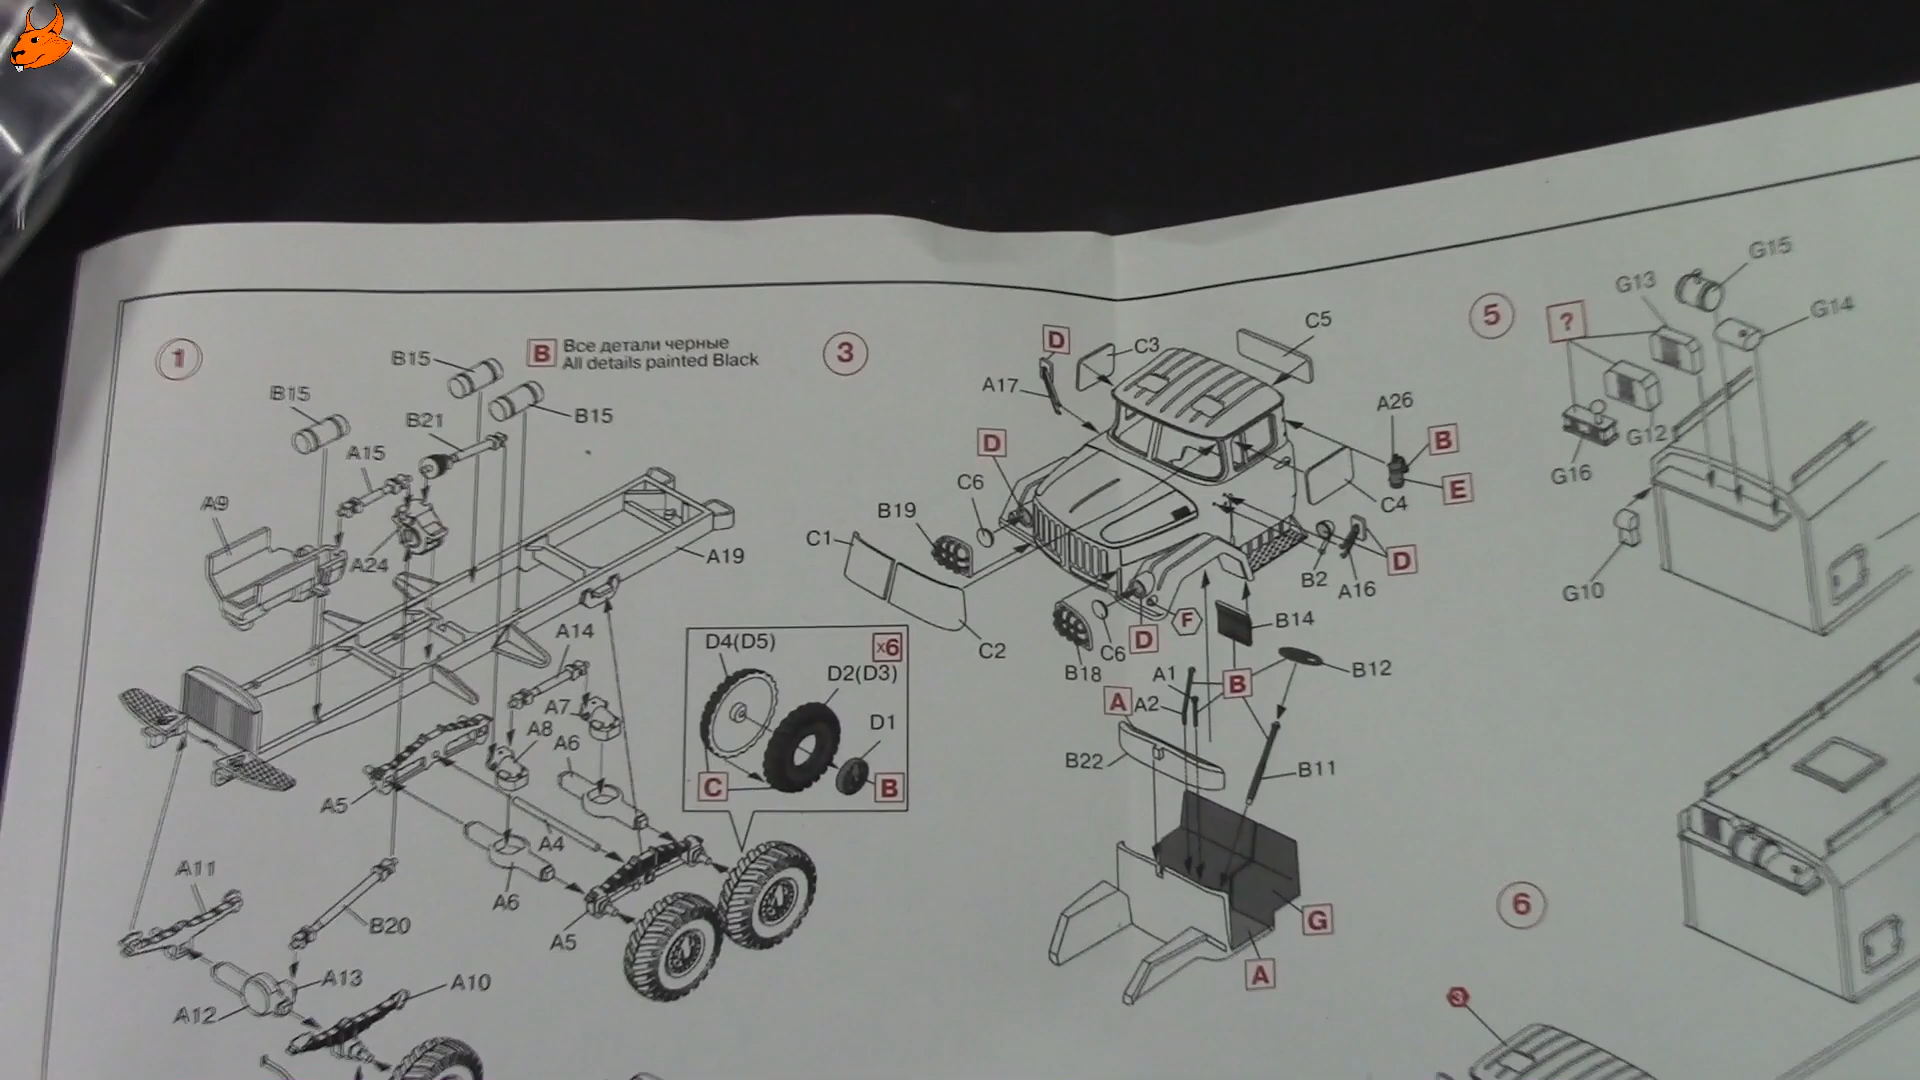 1
B Все детали черные
All details painted Black
B15
B15
B15
B21
A15
A9
A24
A19
A14
A7
A8
A6
A5
A4
A6
A5
A11
B20
A13
A12
A10
D4(D5)
x6
D2(D3)
D1
C
B
3
D
C3
C5
A17
A26
D
B
C6
E
B19
C4
C1
B2
D
A16
C2
F
B14
C6
D
B18
B12
A1
B
A
A2
B22
B11
G
A
5
?
G13
G15
G14
G12
G16
G10
6
3